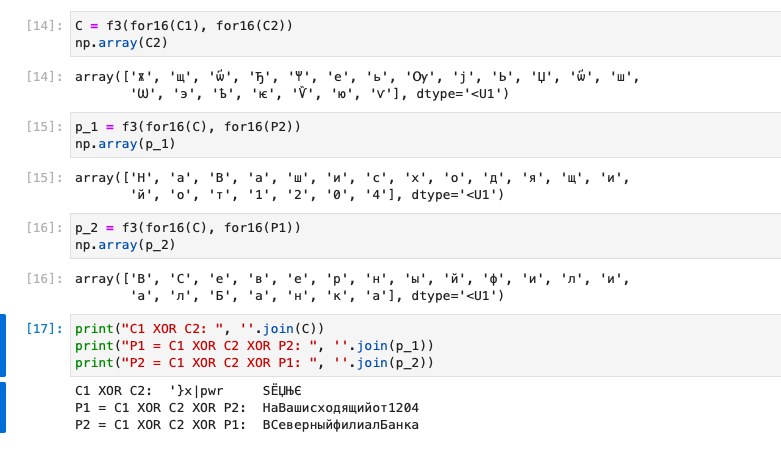 [14]: C = f3(for16(C1), for16(C2))
np.array(C2)
[14]: array(['Ѫ', 'щ', 'ѿ', 'Ђ', 'Ѱ', 'е', 'ь', 'Ѹ', 'ј', 'Ь', 'Џ', 'ѿ', 'ш',
'Ѡ', 'э', 'Ѣ', 'ѥ', 'Ѷ', 'ю', 'ѵ'], dtype='<U1')
[15]: p_1 = f3(for16(C), for16(P2))
np.array(p_1)
[15]: array(['Н', 'а', 'В', 'а', 'ш', 'и', 'с', 'х', 'о', 'д', 'я', 'щ', 'и',
'й', 'о', 'т', '1', '2', '0', '4'], dtype='<U1')
[16]: p_2 = f3(for16(C), for16(P1))
np.array(p_2)
[16]: array(['В', 'С', 'е', 'в', 'е', 'р', 'н', 'ы', 'й', 'ф', 'и', 'л', 'и',
'а', 'л', 'Б', 'а', 'н', 'к', 'а'], dtype='<U1')
[17]: print("C1 XOR C2: ", ''.join(C))
print("P1 = C1 XOR C2 XOR P2: ", ''.join(p_1))
print("P2 = C1 XOR C2 XOR P1: ", ''.join(p_2))
C1 XOR C2:  '}x|pwr ЅЁЏЊЄ
P1 = C1 XOR C2 XOR P2:  НаВашисходящийот1204
P2 = C1 XOR C2 XOR P1:  ВСеверныйфилиалБанка